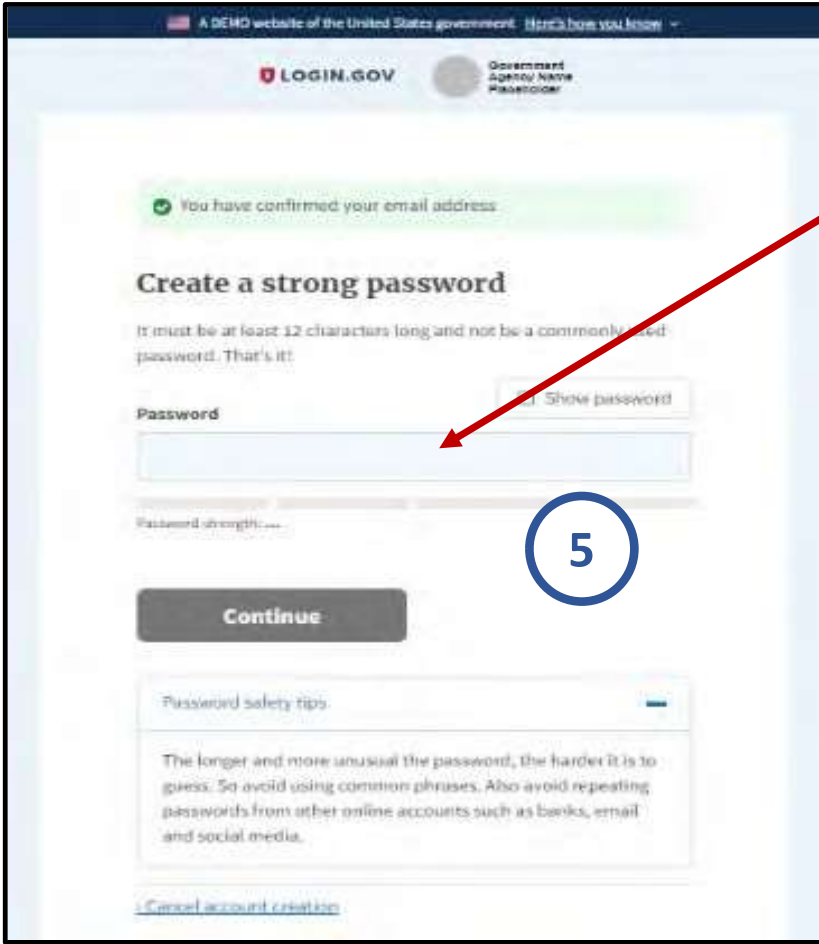 A DEMO website of the United States government Here's how you know
LOGIN.GOV
Government
Agency Name
Placeholder
You have confirmed your email address
Create a strong password
It must be at least 12 characters long and not be a commonly used
password. That's it!
Show password
Password
Password strength: ...
5
Continue
Password safety tips
The longer and more unusual the password, the harder it is to
guess. So avoid using common phrases. Also avoid repeating
passwords from other online accounts such as banks, email
and social media.
‹ Cancel account creation